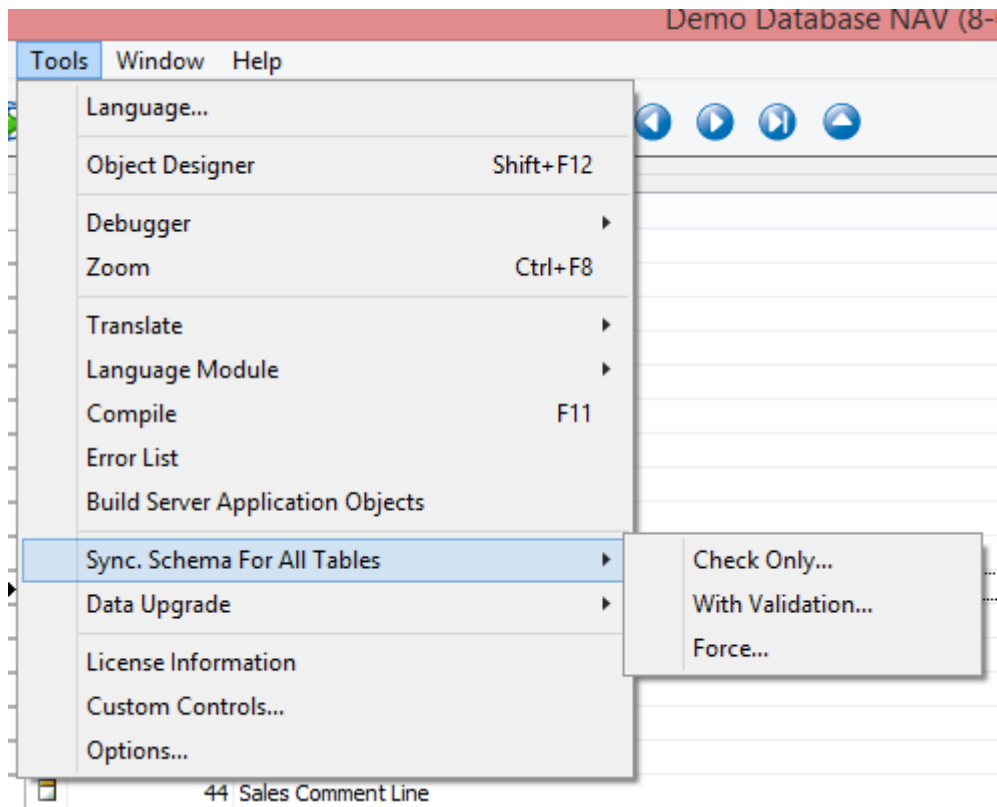 Demo Database NAV (8-
Tools Window Help
Language...
Object Designer Shift+F12
Debugger
Zoom Ctrl+F8
Translate
Language Module
Compile F11
Error List
Build Server Application Objects
Sync. Schema For All Tables
Check Only...
With Validation...
Force...
Data Upgrade
License Information
Custom Controls...
Options...
44 Sales Comment Line